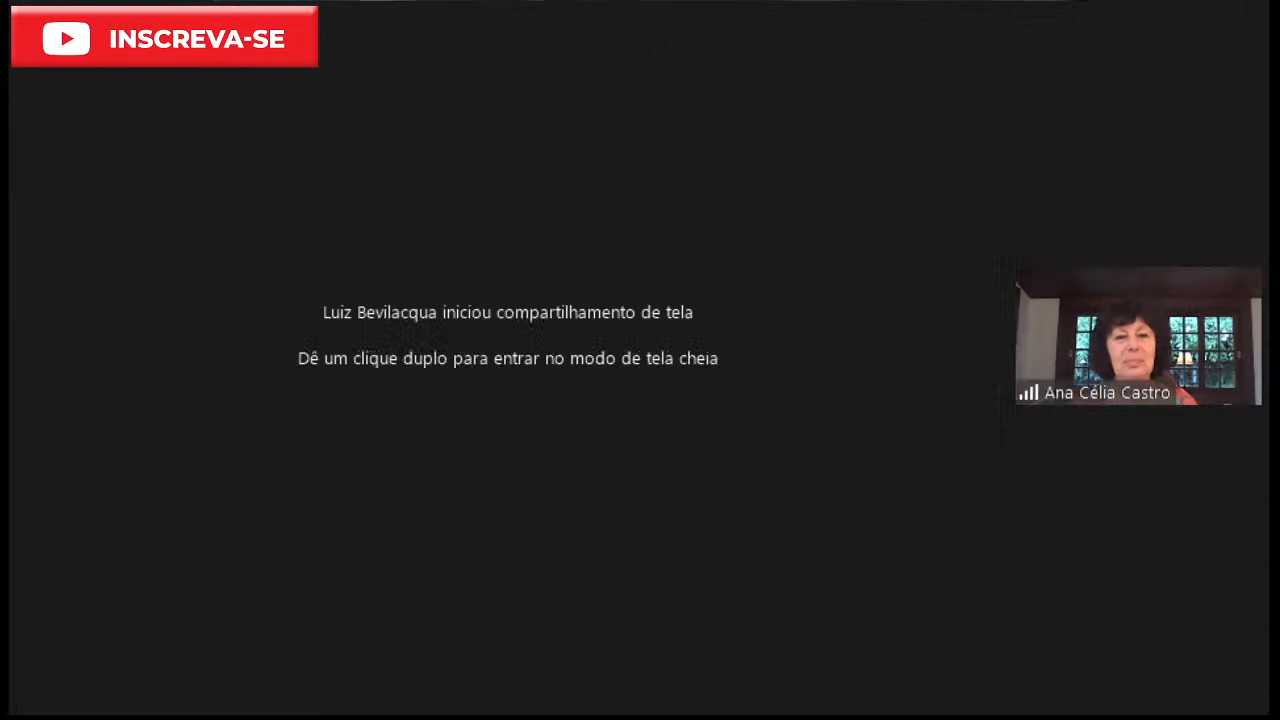 INSCREVA-SE
Luiz Bevilacqua iniciou compartilhamento de tela
Dê um clique duplo para entrar no modo de tela cheia
Ana Célia Castro